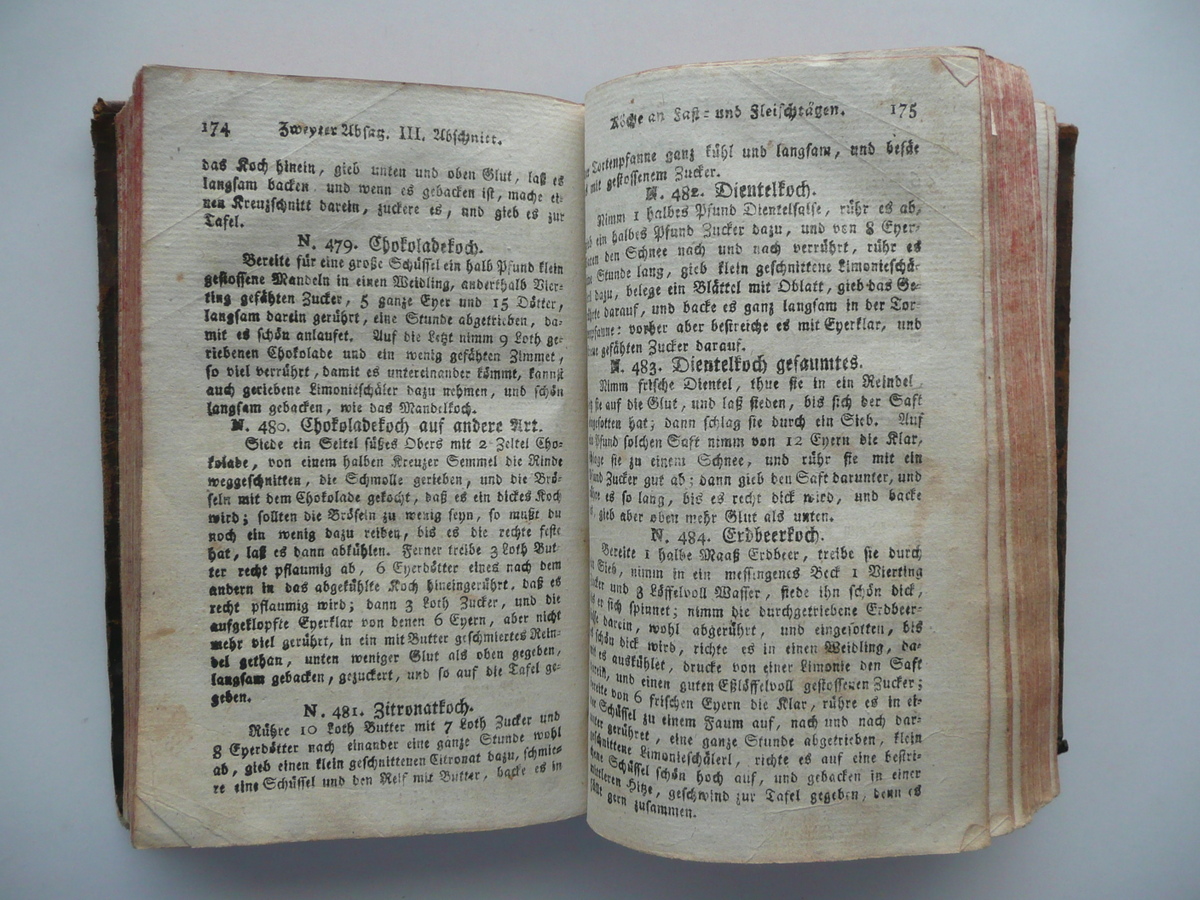 174 Zweyter Absatz. III. Abschnitt.
das Koch hinein, gieb unten und oben Glut, laß es
langsam backen, und wenn es gebacken ist, mache ei-
nen Kreuzschnitt darein, zuckere es, und gieb es zur
Tafel.
N. 479. Chokoladekoch.
Bereite für eine große Schüssel ein halb Pfund klein
gestossene Mandeln in einen Weidling, anderthalb Vier-
ting gefähten Zucker, 5 ganze Eyer und 15 Dötter,
langsam darein gerührt, eine Stunde abgetrieben, da-
mit es schön anlaufet. Auf die Letzt nimm 9 Loth ge-
riebenen Chokolade und ein wenig gefähten Zimmet,
so viel verrührt, damit es untereinander kömmt, kannst
auch geriebene Limonieschäler dazu nehmen, und schön
langsam gebacken, wie das Mandelkoch.
N. 480. Chokoladekoch auf andere Art.
Siede ein Seitel süßes Obers mit 2 Zeltel Cho-
kolade, von einem halben Kreuzer Semmel die Rinde
weggeschnitten, die Schmolle gerieben, und die Brö-
seln mit dem Chokolade gekocht, daß es ein dickes Koch
wird; sollten die Bröseln zu wenig seyn, so mußt du
noch ein wenig dazu reiben, bis es die rechte feste
hat, laß es dann abkühlen. Ferner treibe 3 Loth But-
ter recht pflaumig ab, 6 Eyerdötter eines nach dem
andern in das abgekühlte Koch hineingerührt, daß es
recht pflaumig wird; dann 3 Loth Zucker, und die
aufgeklopfte Eyerklar von denen 6 Eyern, aber nicht
mehr viel gerührt, in ein mit Butter geschmiertes Rein-
del gethan, unten weniger Glut als oben gegeben,
langsam gebacken, gezuckert, und so auf die Tafel ge-
geben.
N. 481. Zitronatkoch.
Rühre 10 Loth Butter mit 7 Loth Zucker und
8 Eyerdötter nach einander eine ganze Stunde wohl
ab, gieb einen klein geschnittenen Citronat dazu, schmie-
re eine Schüssel und den Reif mit Butter, backe es in
Köche an Fast- und Fleischtägen. 175
Tortenpfanne ganz kühl und langsam, und besäe
mit gestossenem Zucker.
N. 482. Dientelkoch.
Nimm 1 halbes Pfund Dientelsalse, rühr es ab,
ein halbes Pfund Zucker dazu, und von 8 Eyer-
den Schnee nach und nach verrührt, rühr es
Stunde lang, gieb klein geschnittene Limonieschä-
dazu, belege ein Blättel mit Oblatt, gieb das Ge-
darauf, und backe es ganz langsam in der Tor-
vorher aber bestreiche es mit Eyerklar, und
gefähten Zucker darauf.
N. 483. Dientelkoch gefaumtes.
Nimm frische Dientel, thue sie in ein Reindel
sie auf die Glut, und laß sieden, bis sich der Saft
hat; dann schlag sie durch ein Sieb. Auf
Pfund solchen Saft nimm von 12 Eyern die Klar,
sie zu einem Schnee, und rühr sie mit ein
Zucker gut ab; dann gieb den Saft darunter, und
es so lang, bis es recht dick wird, und backe
gieb aber oben mehr Glut als unten.
N. 484. Erdbeerkoch.
Bereite 1 halbe Maaß Erdbeer, treibe sie durch
Sieb, nimm in ein messingenes Beck 1 Vierting
und 3 Löffelvoll Wasser, siede ihn schön dick,
er sich spinnet; nimm die durchgetriebene Erdbeer-
darein, wohl abgerührt, und eingesotten, bis
schön dick wird, richte es in einen Weidling, da-
es auskühlet, drucke von einer Limonie den Saft
und einen guten Eßlöffelvoll gestossenen Zucker;
von 6 frischen Eyern die Klar, rühre es in ei-
Schüssel zu einem Faum auf, nach und nach dar-
gerühret, eine ganze Stunde abgetrieben, klein
Limonieschälerl, richte es auf eine bestri-
Schüssel schön hoch auf, und gebacken in einer
mittleren Hitze, geschwind zur Tafel gegeben, denn es
gern zusammen.